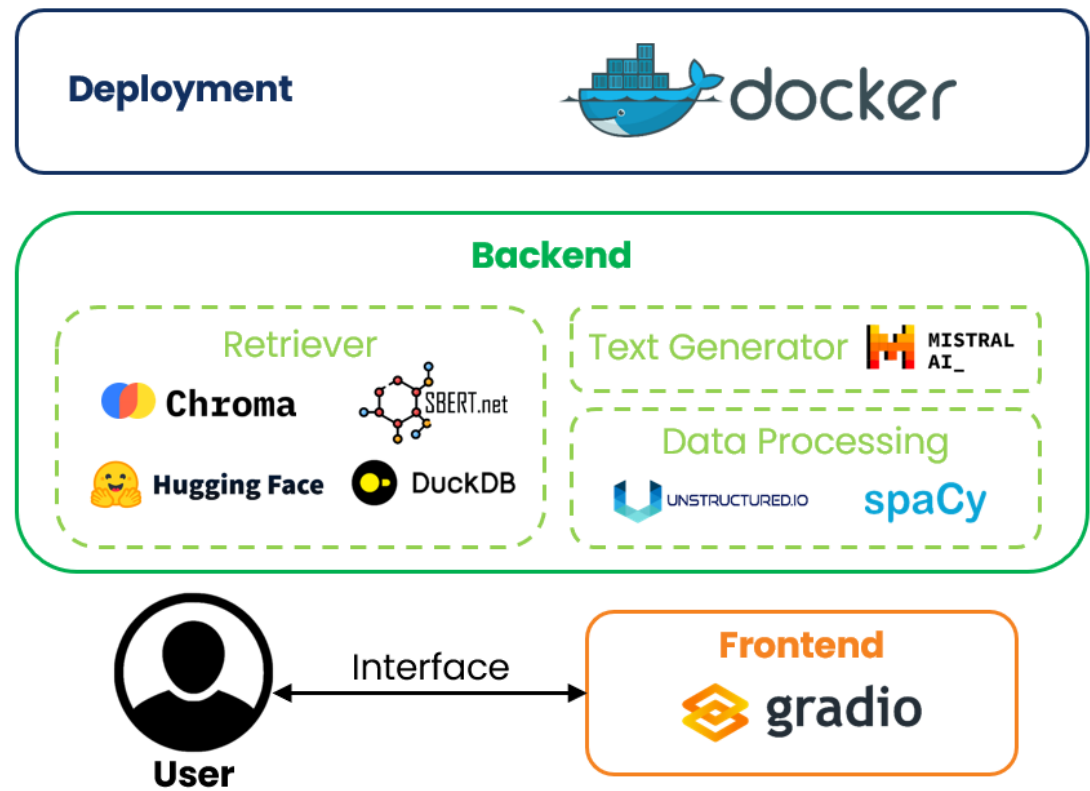 Deployment
docker
Backend
Retriever
Chroma
SBERT.net
Hugging Face
DuckDB
Text Generator
MISTRAL
AI_
Data Processing
UNSTRUCTURED.IO
spaCy
Interface
User
Frontend
gradio